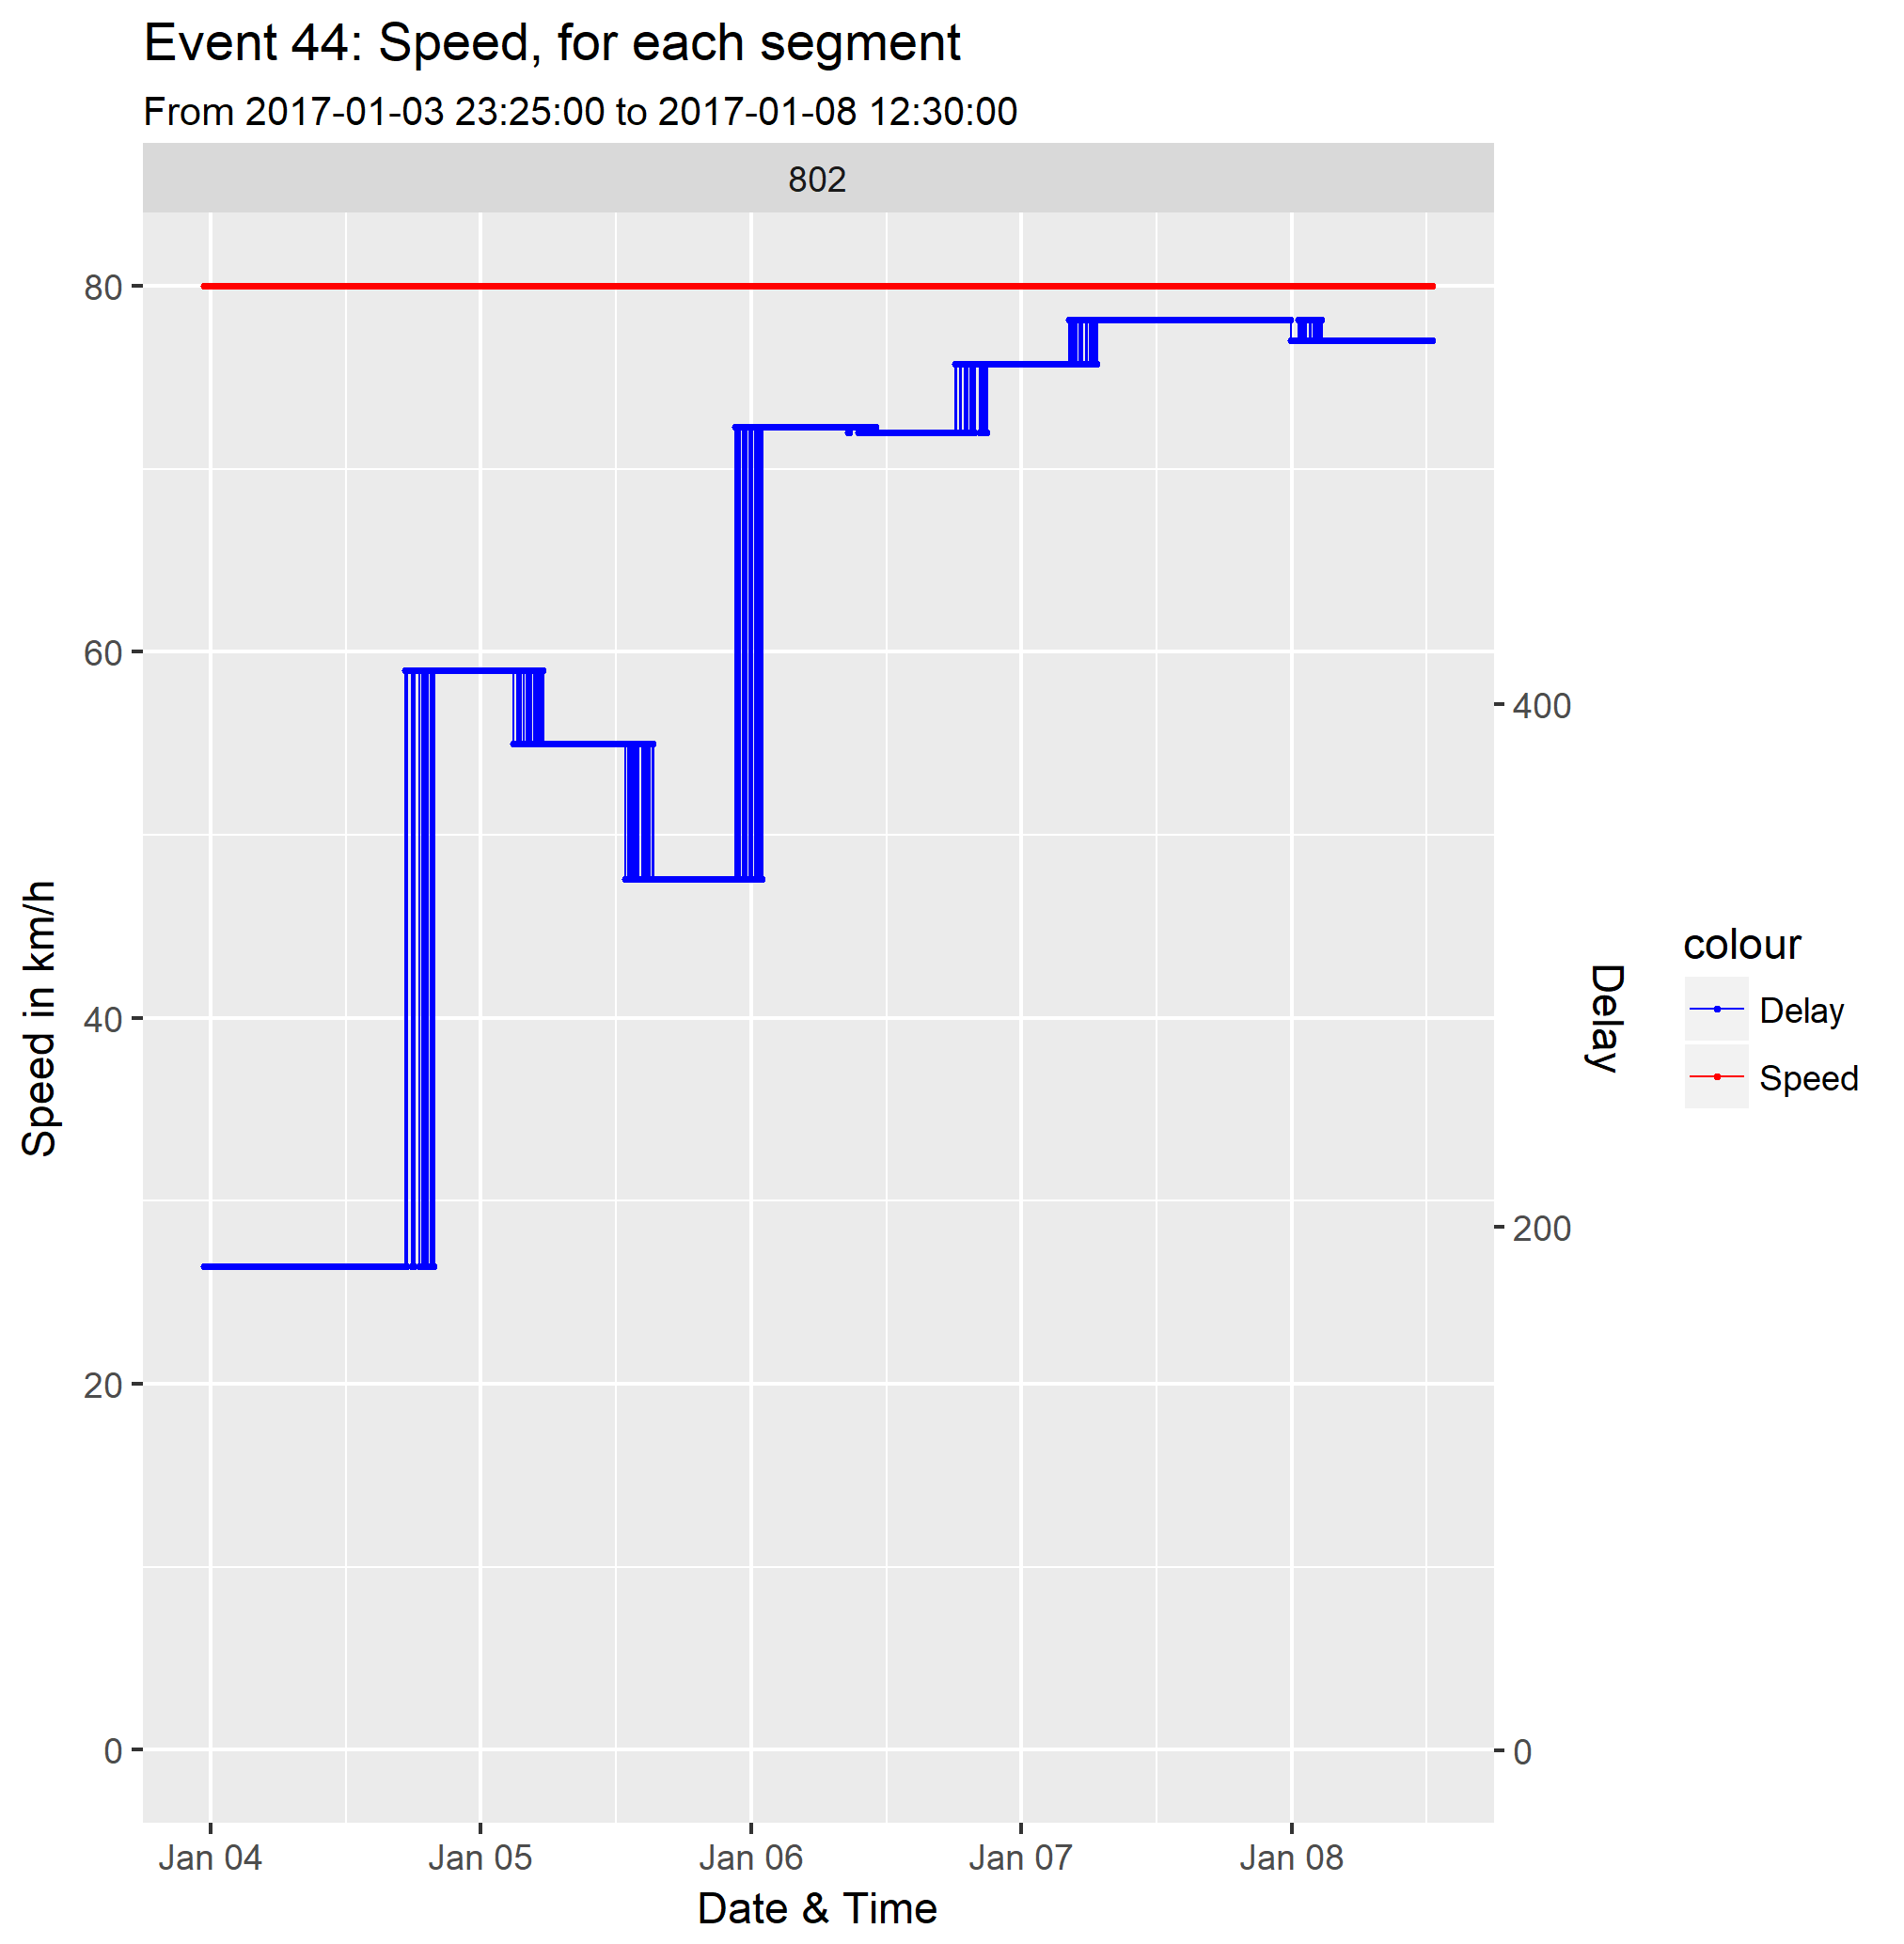 Event 44: Speed, for each segment
From 2017-01-03 23:25:00 to 2017-01-08 12:30:00
802
80
60
40
20
0
Speed in km/h
400
200
0
Delay
Jan 04 Jan 05 Jan 06 Jan 07 Jan 08
Date & Time
colour
Delay
Speed